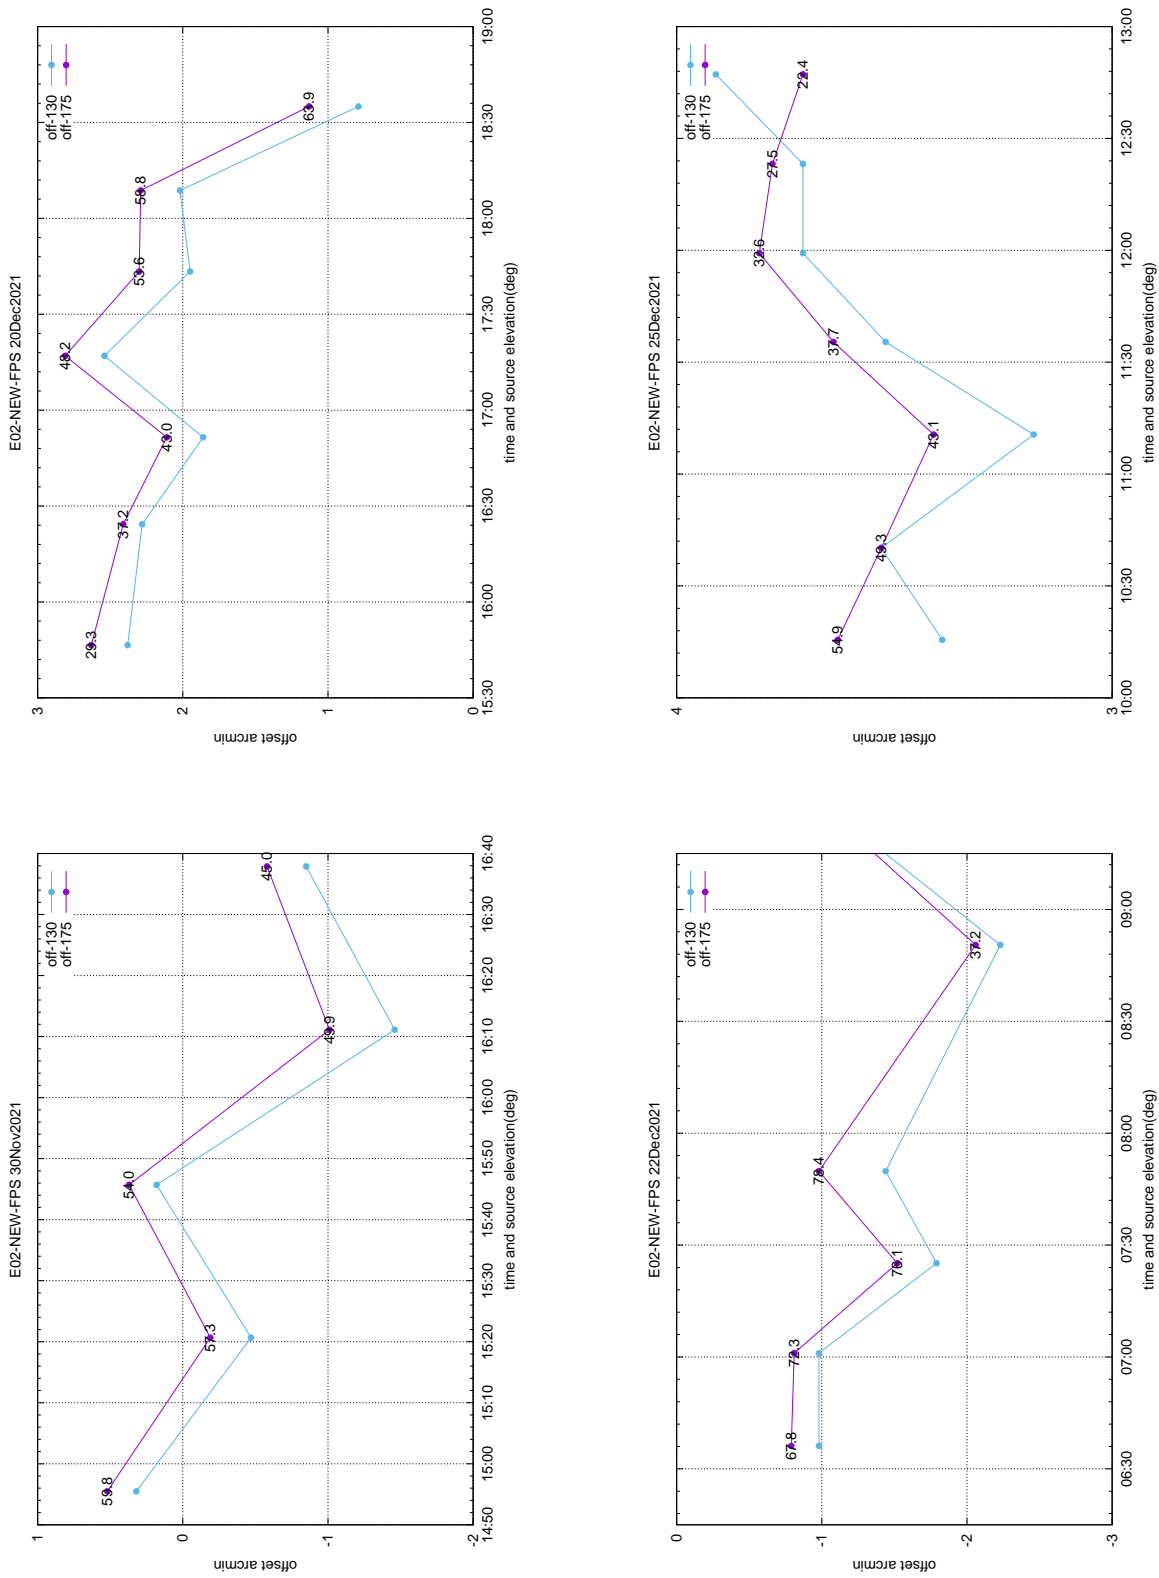 E02-NEW-FPS 30Nov2021
off-130
off-175
1
0
-1
-2
offset arcmin
59.8
57.3
54.0
49.9
45.0
14:50 15:00 15:10 15:20 15:30 15:40 15:50 16:00 16:10 16:20 16:30 16:40
time and source elevation(deg)
E02-NEW-FPS 20Dec2021
off-130
off-175
3
2
1
0
offset arcmin
29.3
37.2
43.0
48.2
53.6
58.8
63.9
15:30 16:00 16:30 17:00 17:30 18:00 18:30 19:00
time and source elevation(deg)
E02-NEW-FPS 22Dec2021
off-130
off-175
0
-1
-2
-3
offset arcmin
67.8
72.3
76.1
78.4
37.2
06:30 07:00 07:30 08:00 08:30 09:00
time and source elevation(deg)
E02-NEW-FPS 25Dec2021
off-130
off-175
4
3
offset arcmin
54.9
49.3
43.1
37.7
32.6
27.5
22.4
10:00 10:30 11:00 11:30 12:00 12:30 13:00
time and source elevation(deg)